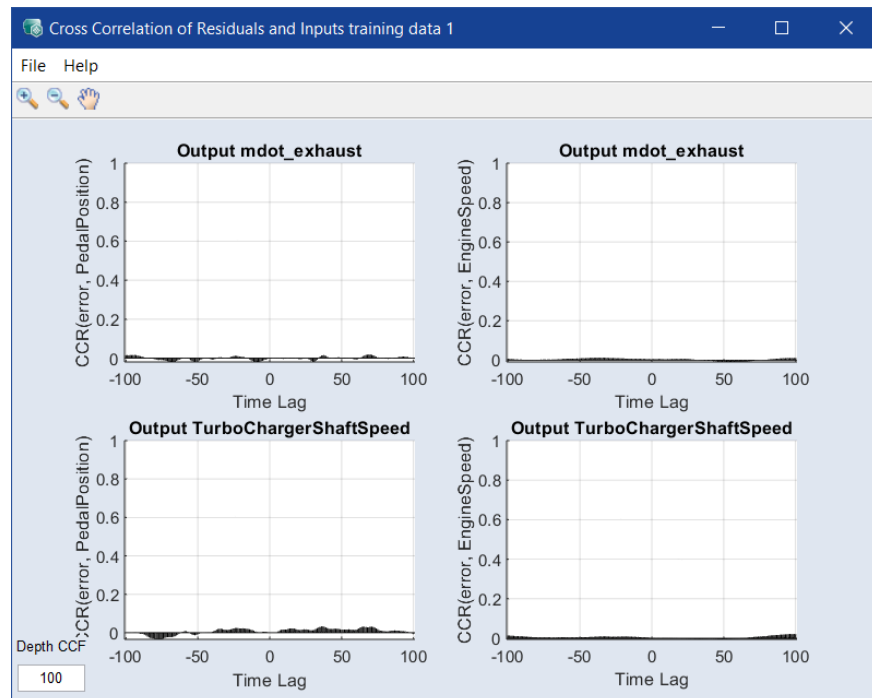 Cross Correlation of Residuals and Inputs training data 1
File Help
Output mdot_exhaust
CCR(error, PedalPosition)
1
0.8
0.6
0.4
0.2
0
-100 -50 0 50 100
Time Lag
Output mdot_exhaust
CCR(error, EngineSpeed)
1
0.8
0.6
0.4
0.2
0
-100 -50 0 50 100
Time Lag
Output TurboChargerShaftSpeed
CCR(error, PedalPosition)
1
0.8
0.6
0.4
0.2
0
-100 -50 0 50 100
Time Lag
Output TurboChargerShaftSpeed
CCR(error, EngineSpeed)
1
0.8
0.6
0.4
0.2
0
-100 -50 0 50 100
Time Lag
Depth CCF
100